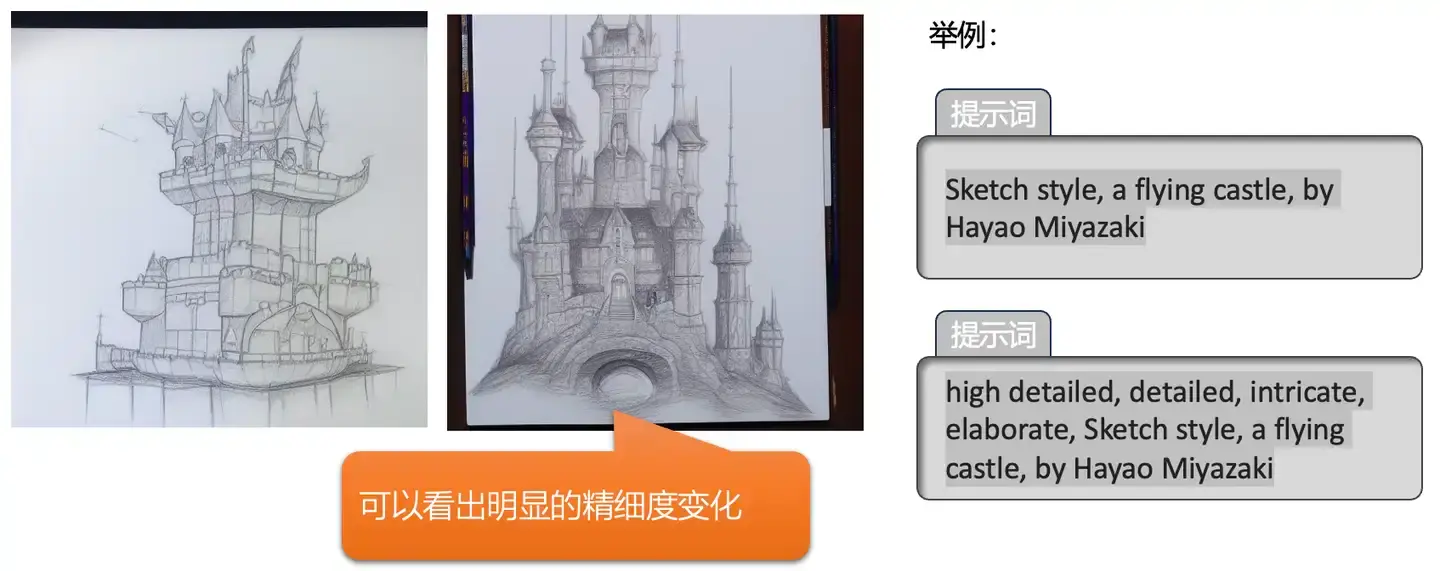 举例：
提示词
Sketch style, a flying castle, by
Hayao Miyazaki
提示词
high detailed, detailed, intricate,
elaborate, Sketch style, a flying
castle, by Hayao Miyazaki
可以看出明显的精细度变化